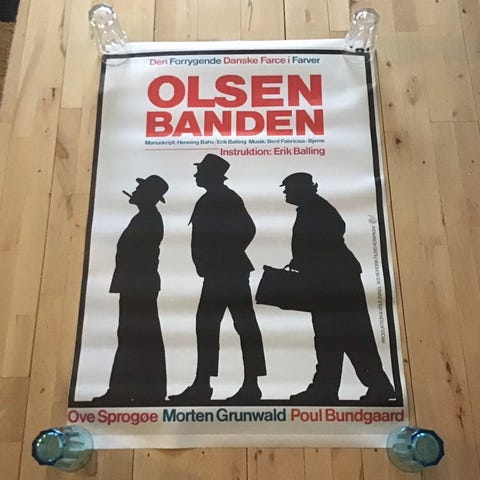 Den Forrygende Danske Farce i Farver
OLSEN
BANDEN
Manuskript: Henning Bahs/Erik Balling Musik: Bent Fabricius-Bjerre
Instruktion: Erik Balling
Ove Sprogøe Morten Grunwald Poul Bundgaard